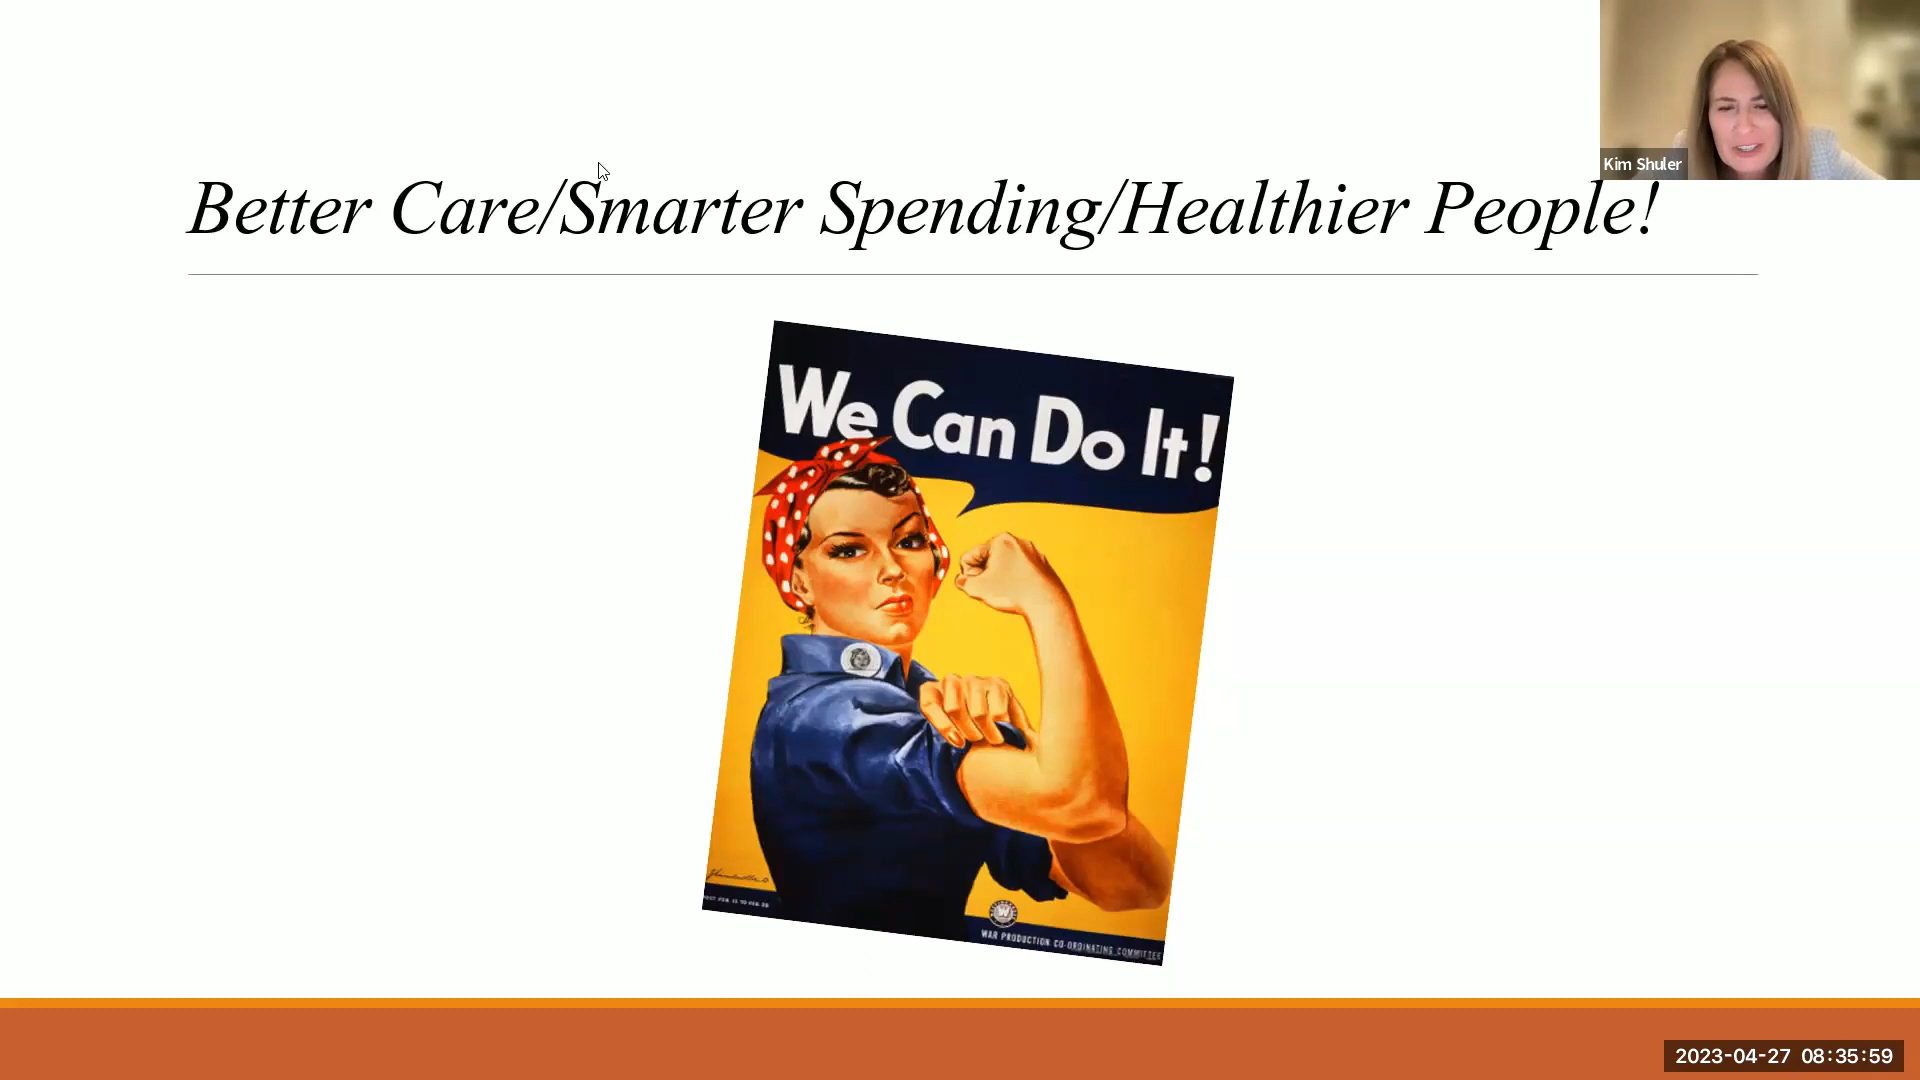 Kim Shuler
Better Care/Smarter Spending/Healthier People!
We Can Do It!
WAR PRODUCTION CO-ORDINATING COMMITTEE
2023-04-27 08:35:59